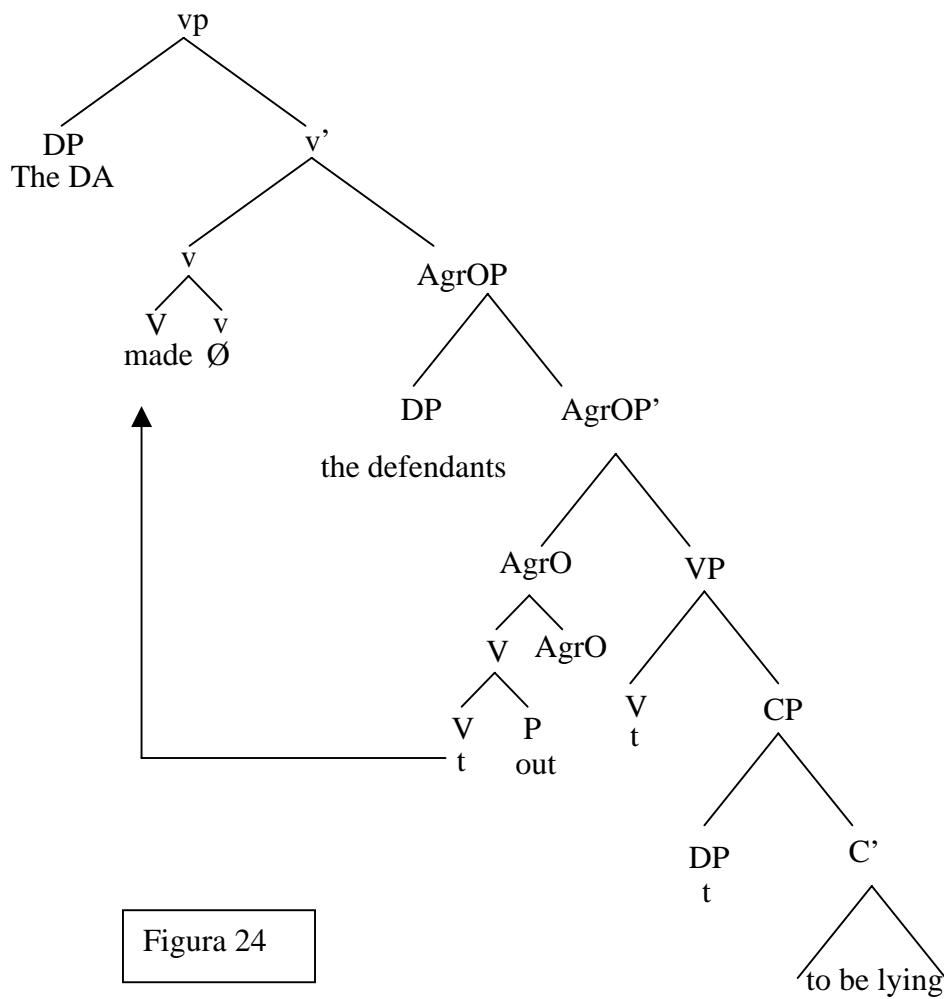 vp
DP
The DA
v’
v
AgrOP
V v
made Ø
DP AgrOP’
the defendants
AgrO VP
V AgrO
V CP
t
V P
t out
DP C’
t
Figura 24
to be lying